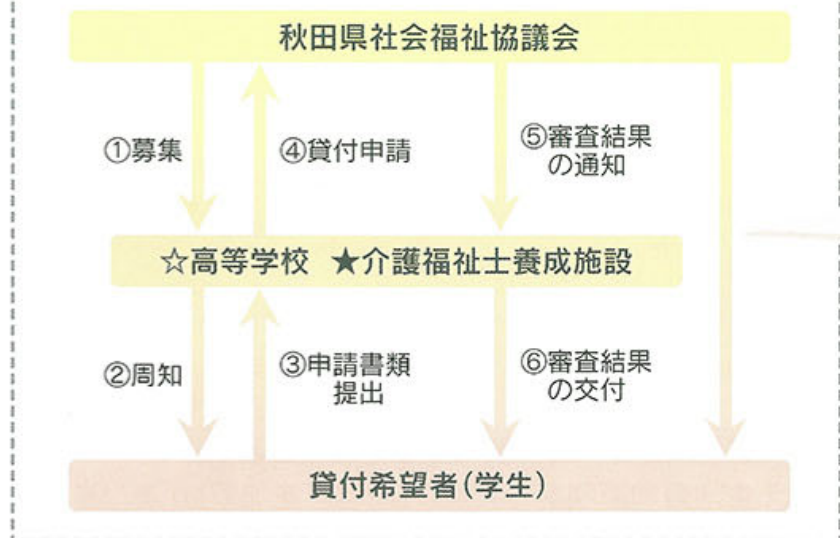 秋田県社会福祉協議会
①募集
④貸付申請
⑤審査結果
の通知
☆高等学校 ★介護福祉士養成施設
②周知
③申請書類
提出
⑥審査結果
の交付
貸付希望者(学生)